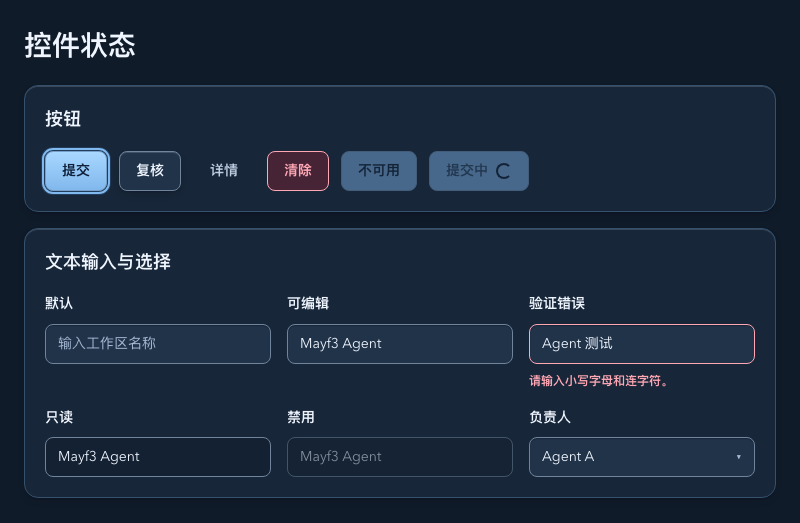 控件状态
按钮
提交 复核 详情 清除 不可用 提交中
文本输入与选择
默认 可编辑 验证错误
输入工作区名称 Mayf3 Agent Agent 测试
请输入小写字母和连字符。
只读 禁用 负责人
Mayf3 Agent Mayf3 Agent Agent A